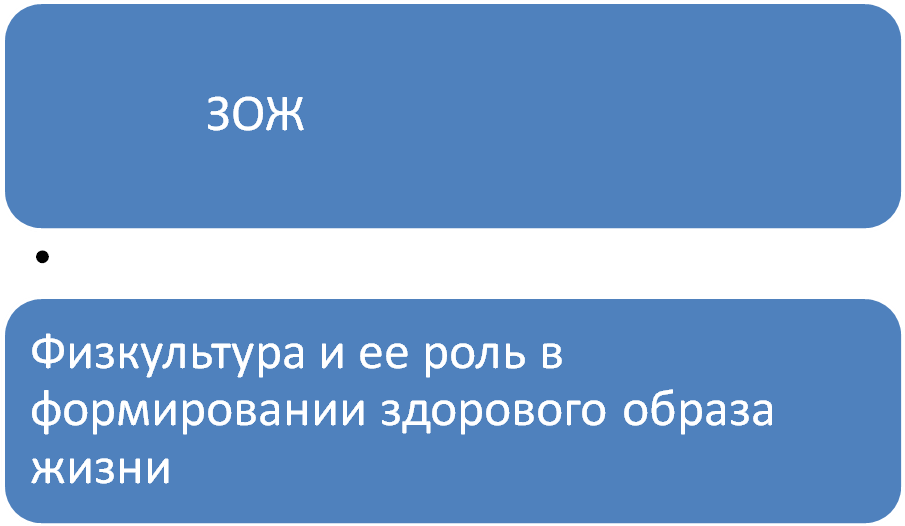 ЗОЖ
•
Физкультура и ее роль в
формировании здорового образа
жизни